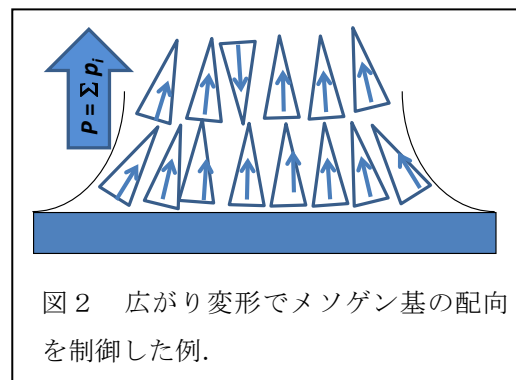 P = Σ pi
図２　広がり変形でメソゲン基の配向
を制御した例.